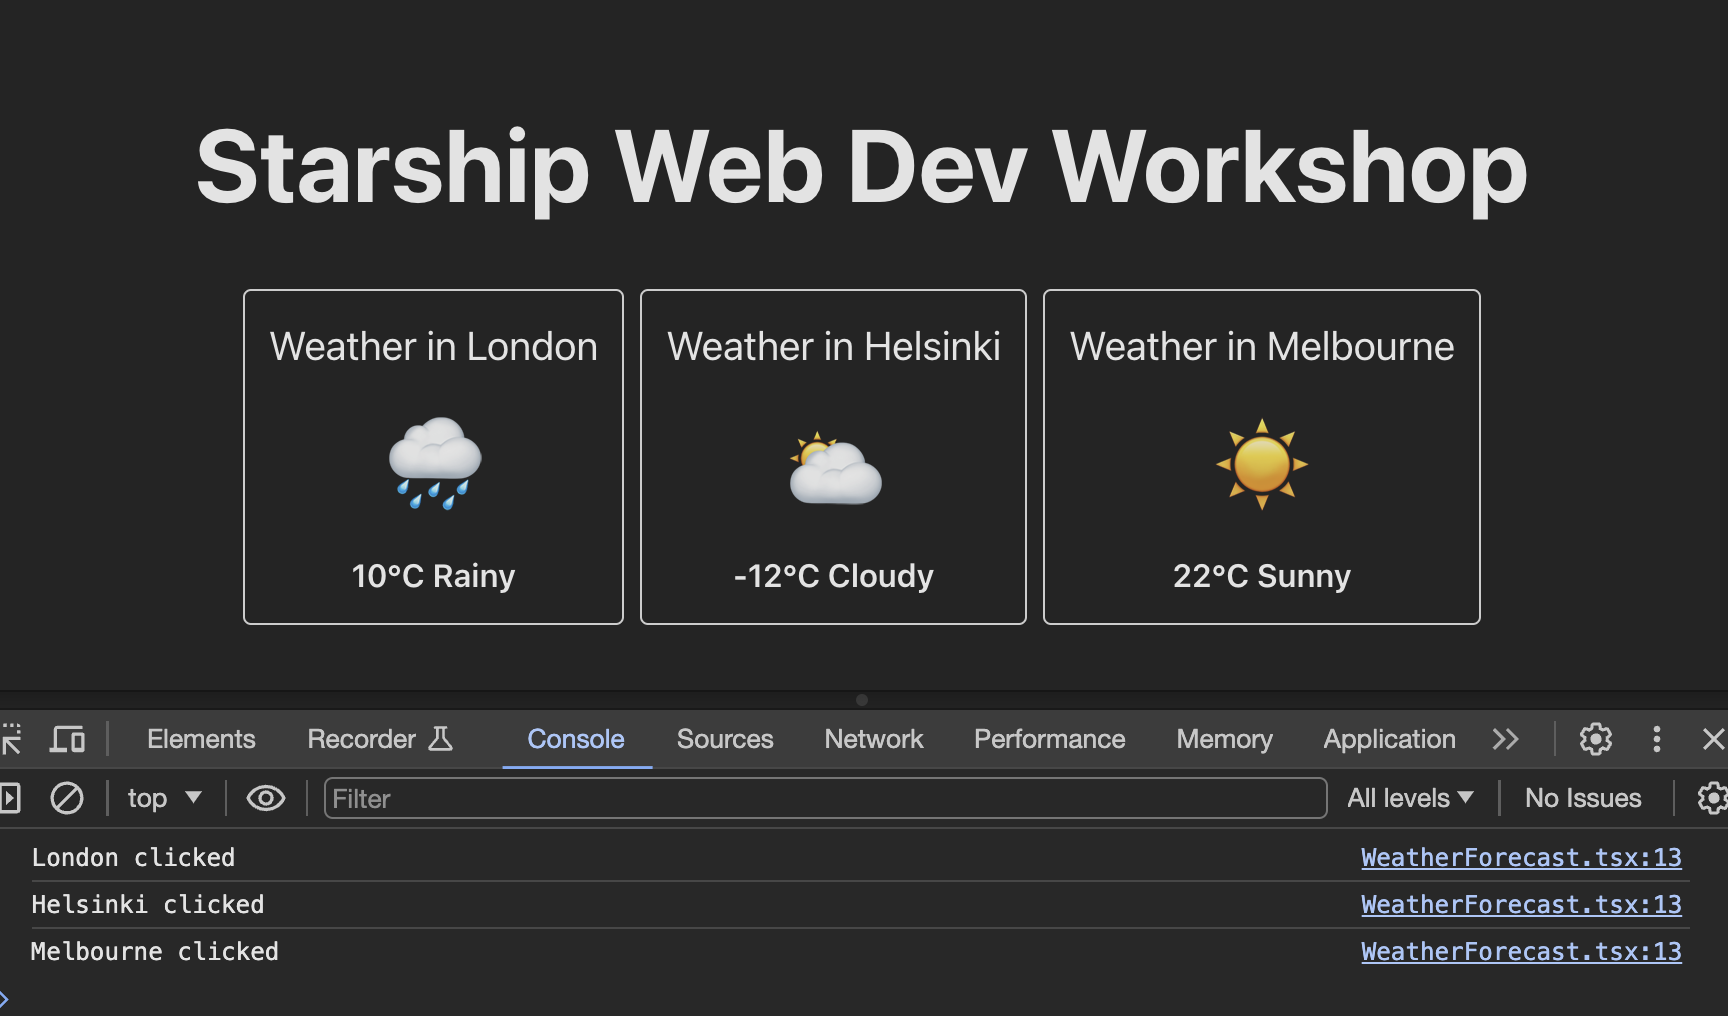 Starship Web Dev Workshop
Weather in London
10°C Rainy
Weather in Helsinki
-12°C Cloudy
Weather in Melbourne
22°C Sunny
Elements Recorder Console Sources Network Performance Memory Application
top Filter All levels No Issues
London clicked WeatherForecast.tsx:13
Helsinki clicked WeatherForecast.tsx:13
Melbourne clicked WeatherForecast.tsx:13